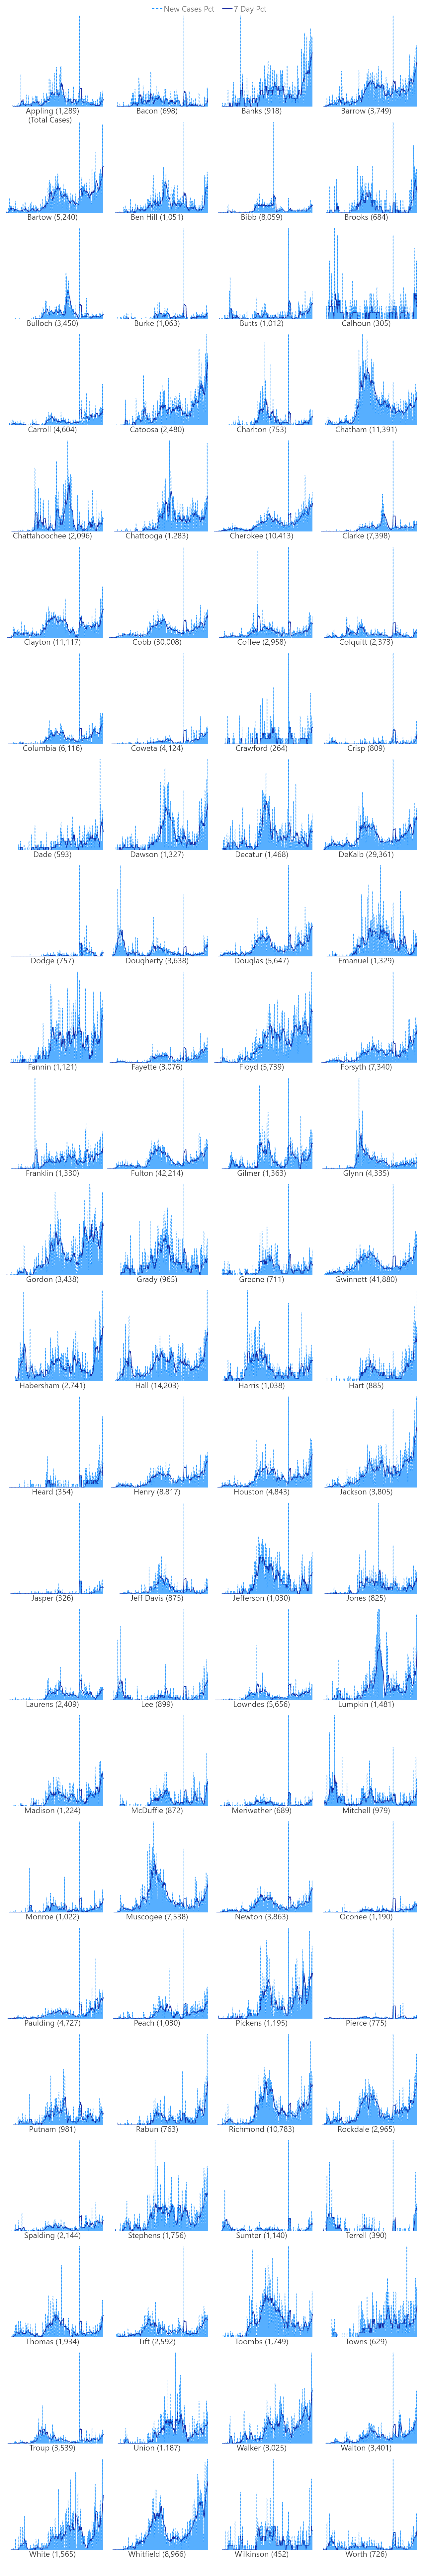 New Cases Pct 7 Day Pct
Appling (1,289) Bacon (698) Banks (918) Barrow (3,749)
(Total Cases)
Bartow (5,240) Ben Hill (1,051) Bibb (8,059) Brooks (684)
Bulloch (3,450) Burke (1,063) Butts (1,012) Calhoun (305)
Carroll (4,604) Catoosa (2,480) Charlton (753) Chatham (11,391)
Chattahoochee (2,096) Chattooga (1,283) Cherokee (10,413) Clarke (7,398)
Clayton (11,117) Cobb (30,008) Coffee (2,958) Colquitt (2,373)
Columbia (6,116) Coweta (4,124) Crawford (264) Crisp (809)
Dade (593) Dawson (1,327) Decatur (1,468) DeKalb (29,361)
Dodge (757) Dougherty (3,638) Douglas (5,647) Emanuel (1,329)
Fannin (1,121) Fayette (3,076) Floyd (5,739) Forsyth (7,340)
Franklin (1,330) Fulton (42,214) Gilmer (1,363) Glynn (4,335)
Gordon (3,438) Grady (965) Greene (711) Gwinnett (41,880)
Habersham (2,741) Hall (14,203) Harris (1,038) Hart (885)
Heard (354) Henry (8,817) Houston (4,843) Jackson (3,805)
Jasper (326) Jeff Davis (875) Jefferson (1,030) Jones (825)
Laurens (2,409) Lee (899) Lowndes (5,656) Lumpkin (1,481)
Madison (1,224) McDuffie (872) Meriwether (689) Mitchell (979)
Monroe (1,022) Muscogee (7,538) Newton (3,863) Oconee (1,190)
Paulding (4,727) Peach (1,030) Pickens (1,195) Pierce (775)
Putnam (981) Rabun (763) Richmond (10,783) Rockdale (2,965)
Spalding (2,144) Stephens (1,756) Sumter (1,140) Terrell (390)
Thomas (1,934) Tift (2,592) Toombs (1,749) Towns (629)
Troup (3,539) Union (1,187) Walker (3,025) Walton (3,401)
White (1,565) Whitfield (8,966) Wilkinson (452) Worth (726)